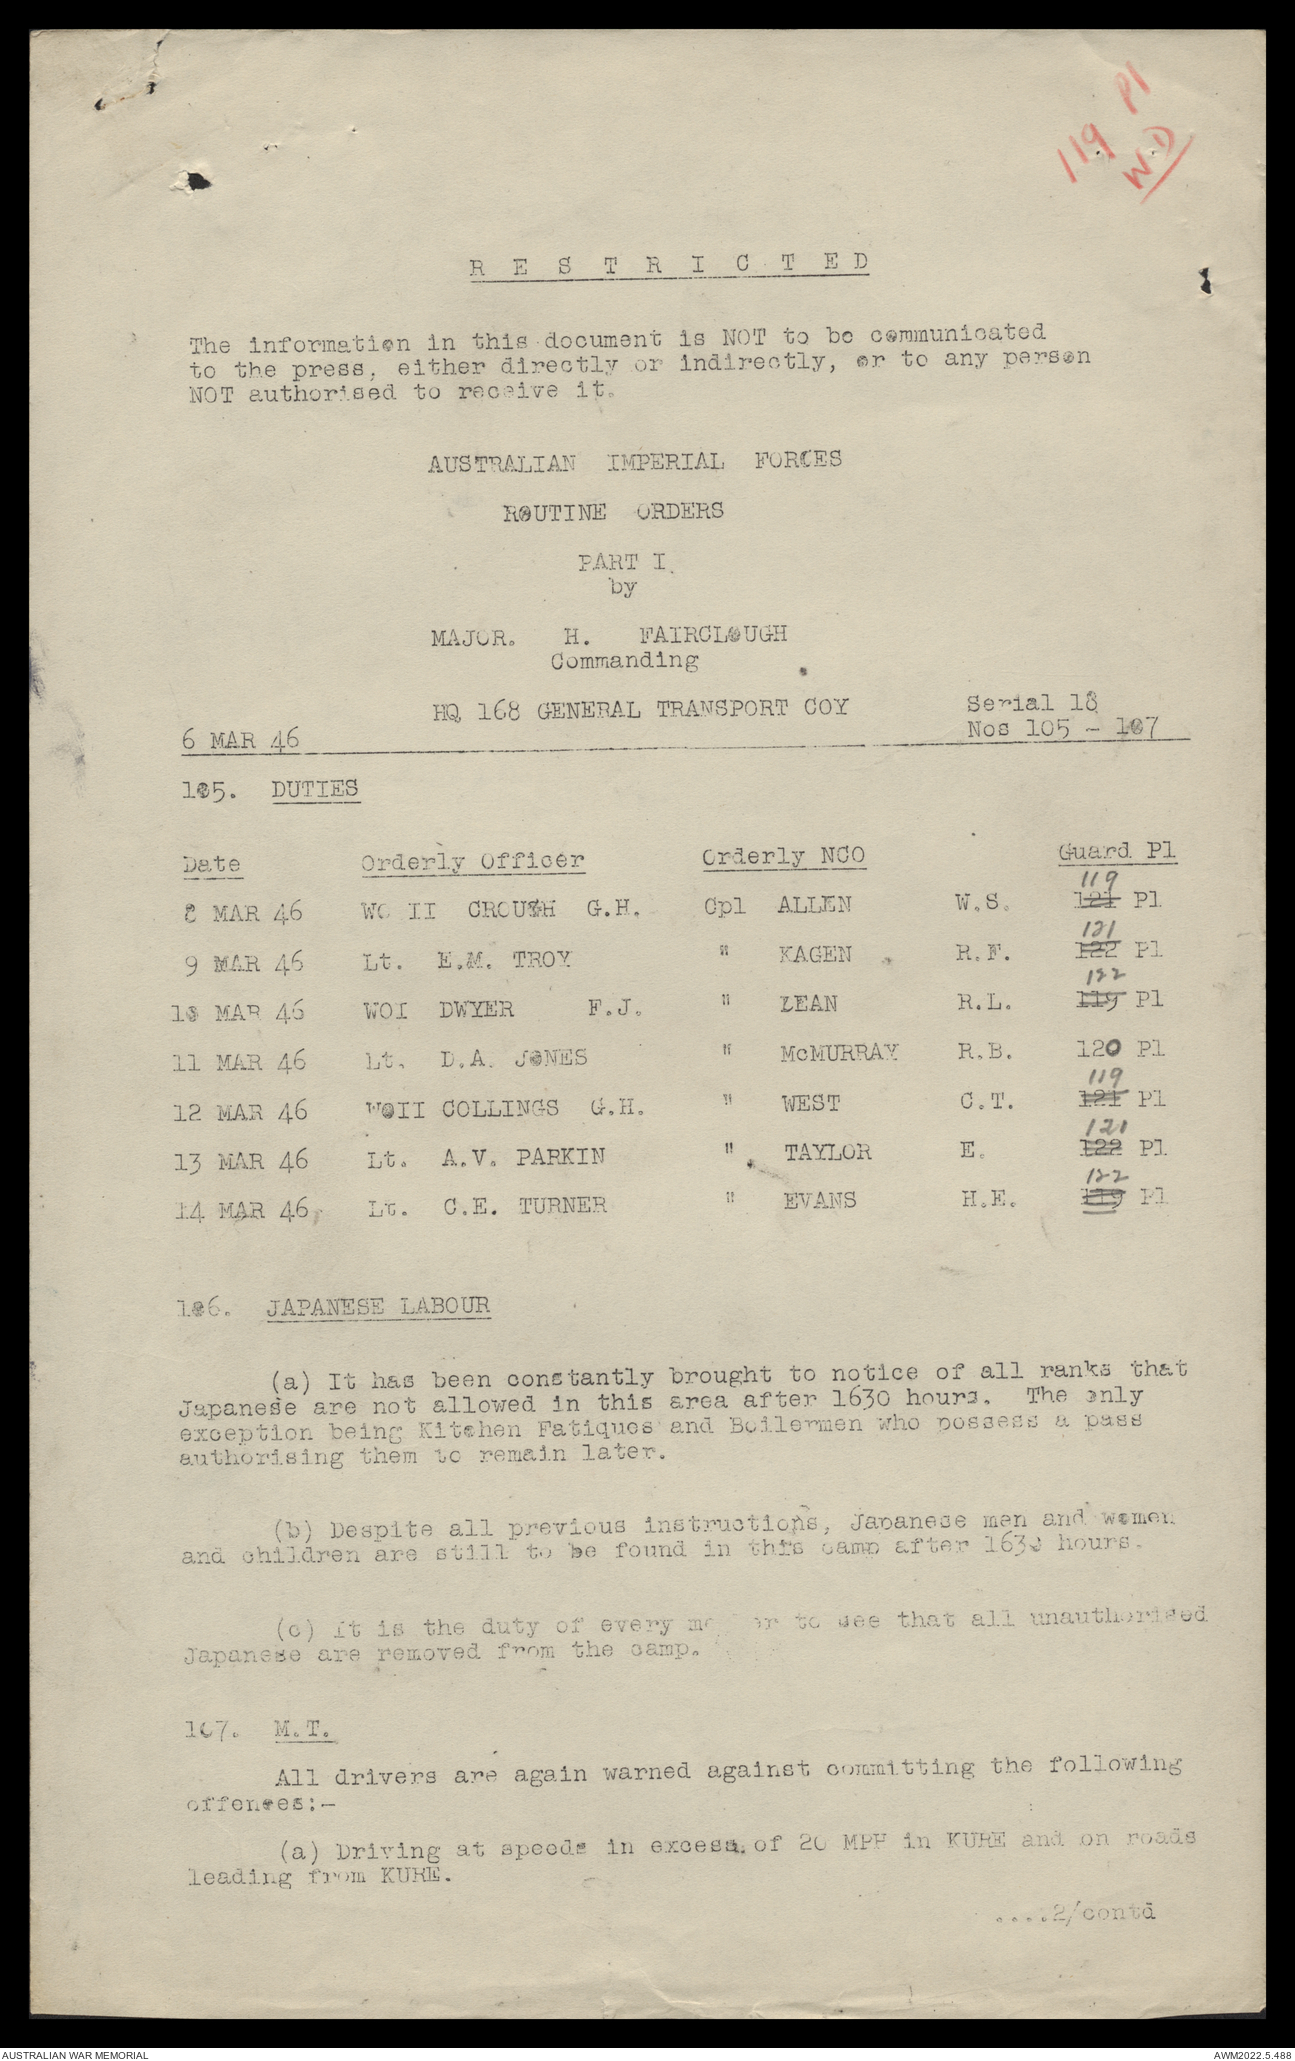 119 Pl
WD
R E S T R I C T E D
The information in this document is NOT to be communicated
to the press, either directly or indirectly, or to any person
NOT authorised to receive it.
AUSTRALIAN IMPERIAL FORCES
ROUTINE ORDERS
PART I.
by
MAJOR. H. FAIRCLOUGH
Commanding
HQ 168 GENERAL TRANSPORT COY Serial 18
6 MAR 46 Nos 105 - 107
105. DUTIES
Date Orderly Officer Orderly NCO Guard Pl
119
8 MAR 46 WO II CROUCH G.H. Cpl ALLEN W.S. 121 Pl
121
9 MAR 46 Lt. E.M. TROY " KAGEN R.F. 122 Pl
122
10 MAR 46 WOI DWYER F.J. " LEAN R.L. 119 Pl
11 MAR 46 Lt. D.A. JONES " McMURRAY R.B. 120 Pl
119
12 MAR 46 WOII COLLINGS G.H. " WEST C.T. 121 Pl
121
13 MAR 46 Lt. A.V. PARKIN " TAYLOR E. 122 Pl
122
14 MAR 46 Lt. C.E. TURNER " EVANS H.E. 119 Pl
106. JAPANESE LABOUR
(a) It has been constantly brought to notice of all ranks that
Japanese are not allowed in this area after 1630 hours. The only
exception being Kitchen Fatiques and Boilermen who possess a pass
authorising them to remain later.
(b) Despite all previous instructions, Japanese men and women
and children are still to be found in this camp after 1630 hours.
(c) It is the duty of every member to see that all unauthorised
Japanese are removed from the camp.
107. M.T.
All drivers are again warned against committing the following
offences:-
(a) Driving at speeds in excess of 20 MPH in KURE and on roads
leading from KURE.
....2/contd
AUSTRALIAN WAR MEMORIAL AWM2022.5.488